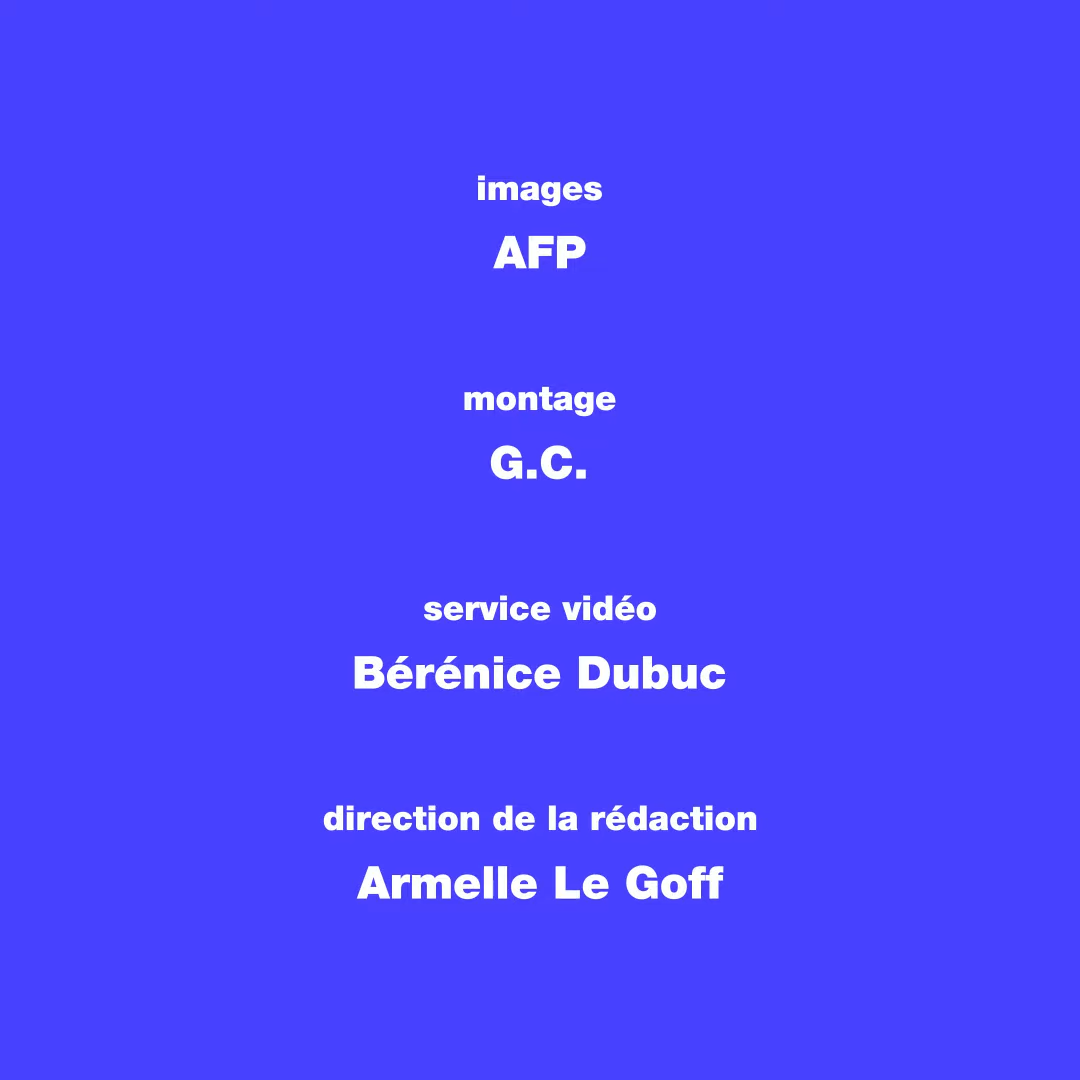 images
AFP
montage
G.C.
service vidéo
Bérénice Dubuc
direction de la rédaction
Armelle Le Goff